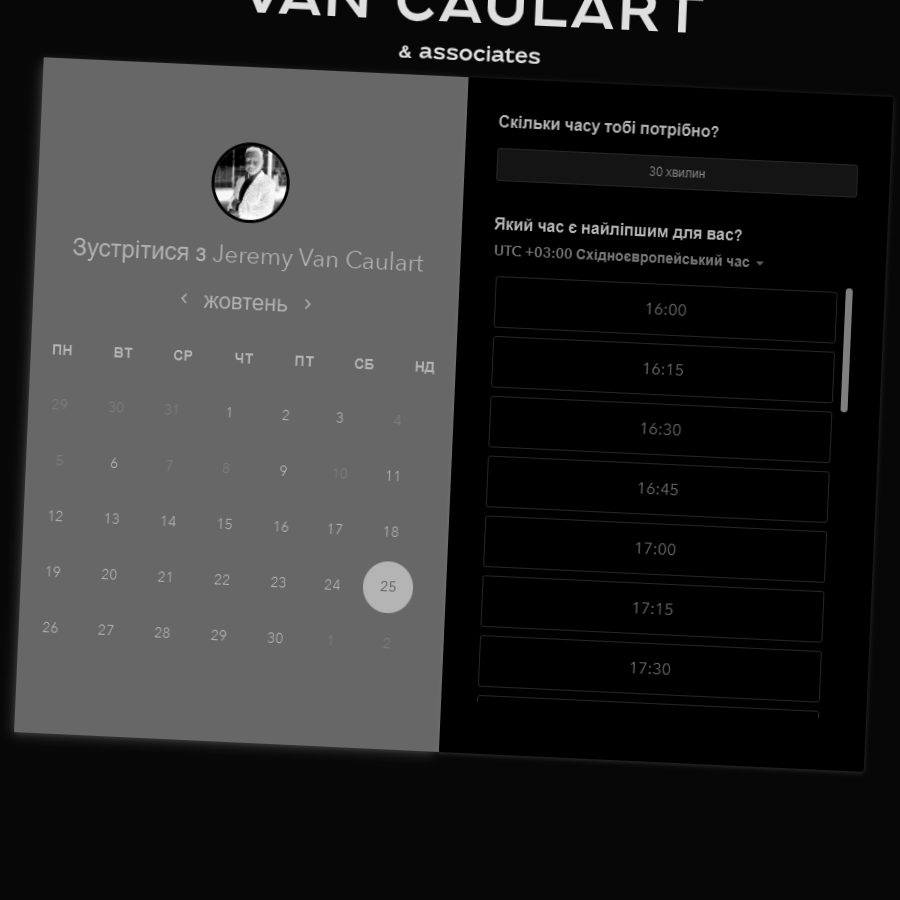 VAN CAULART
& associates
Зустрітися з Jeremy Van Caulart
жовтень
ПН ВТ СР ЧТ ПТ СБ НД
29 30 31 1 2 3 4
5 6 7 8 9 10 11
12 13 14 15 16 17 18
19 20 21 22 23 24 25
26 27 28 29 30 1 2
Скільки часу тобі потрібно?
30 хвилин
Який час є найліпшим для вас?
UTC +03:00 Східноєвропейський час
16:00
16:15
16:30
16:45
17:00
17:15
17:30